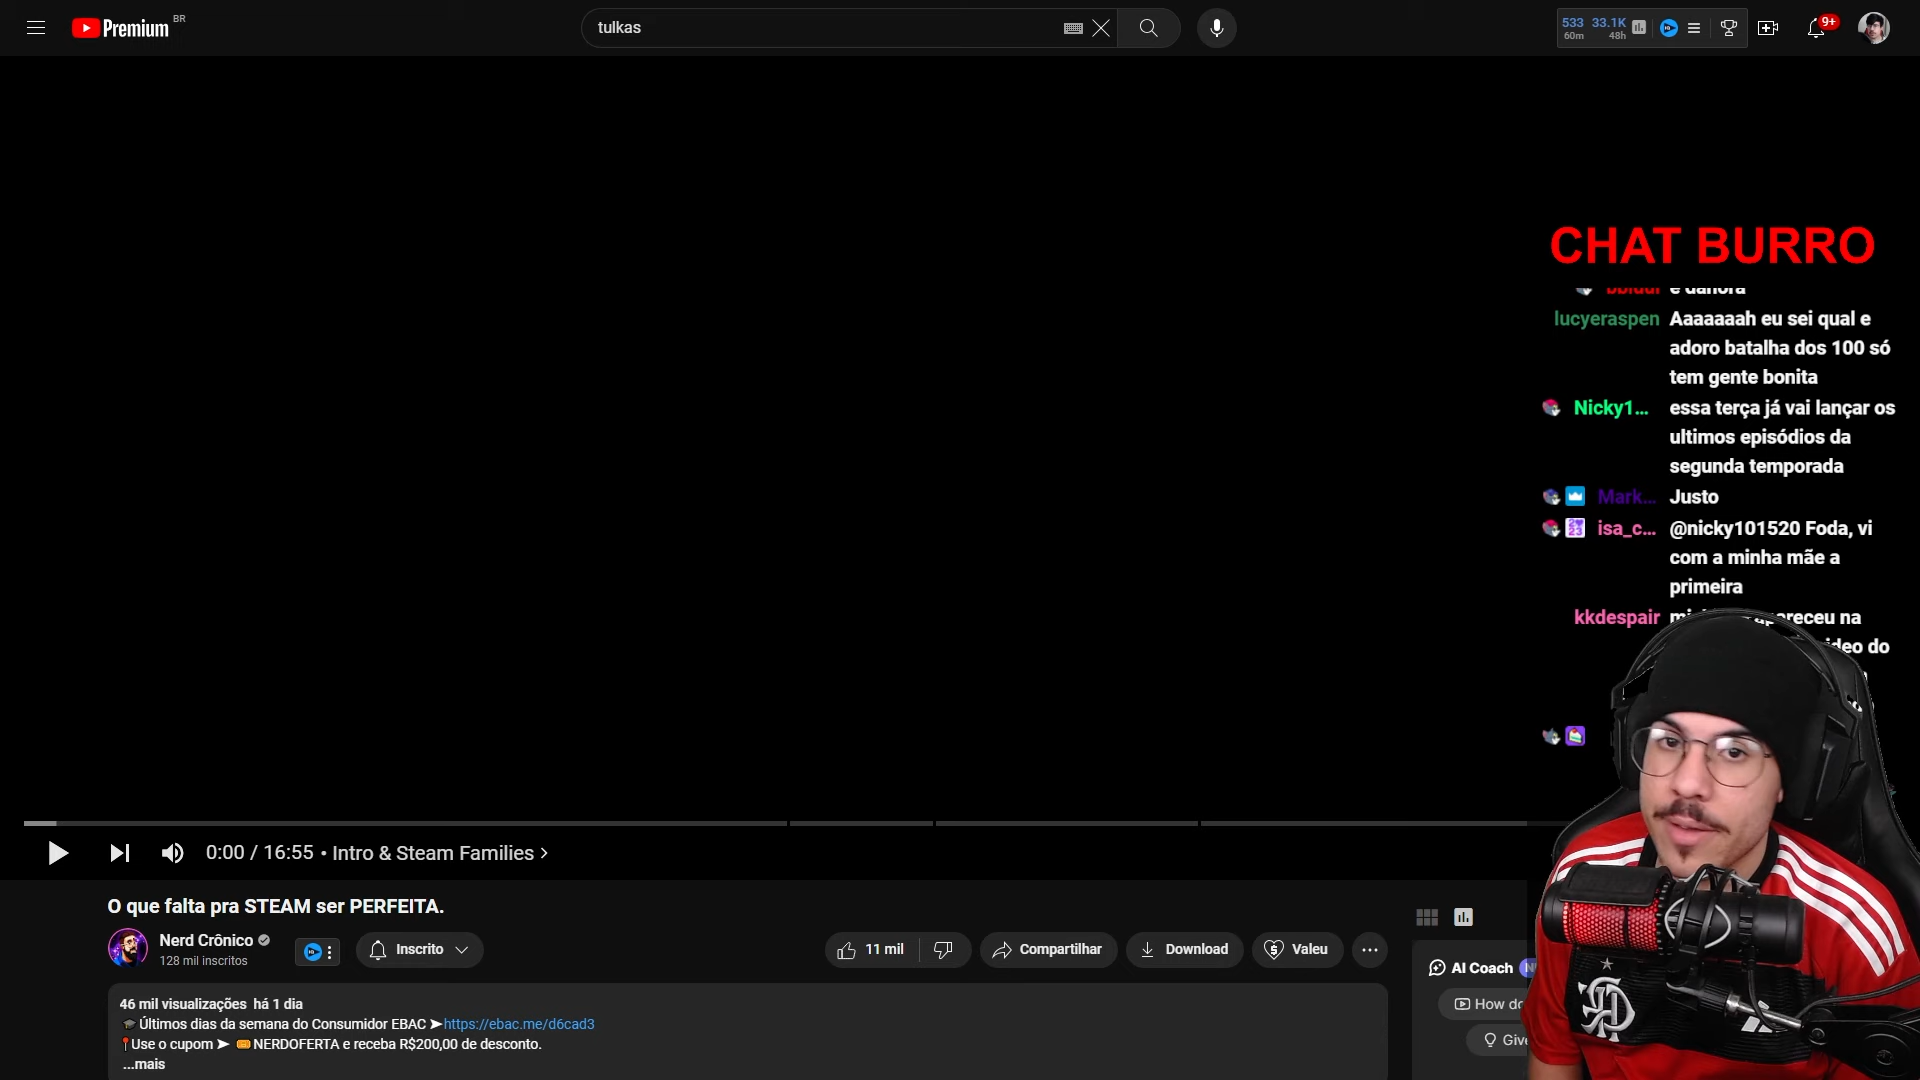 Premium BR
tulkas
533 33.1K
60m 48h
9+
CHAT BURRO
e dahora
lucyeraspen Aaaaaaah eu sei qual e
adoro batalha dos 100 só
tem gente bonita
Nicky1... essa terça já vai lançar os
ultimos episódios da
segunda temporada
Mark... Justo
isa_c... @nicky101520 Foda, vi
com a minha mãe a
primeira
kkdespair
na
do
0:00 / 16:55 • Intro & Steam Families >
O que falta pra STEAM ser PERFEITA.
Nerd Crônico
128 mil inscritos
Inscrito
11 mil
Compartilhar
Download
Valeu
46 mil visualizações há 1 dia
Últimos dias da semana do Consumidor EBAC ➤https://ebac.me/d6cad3
Use o cupom ➤ NERDOFERTA e receba R$200,00 de desconto.
...mais
AI Coach
How